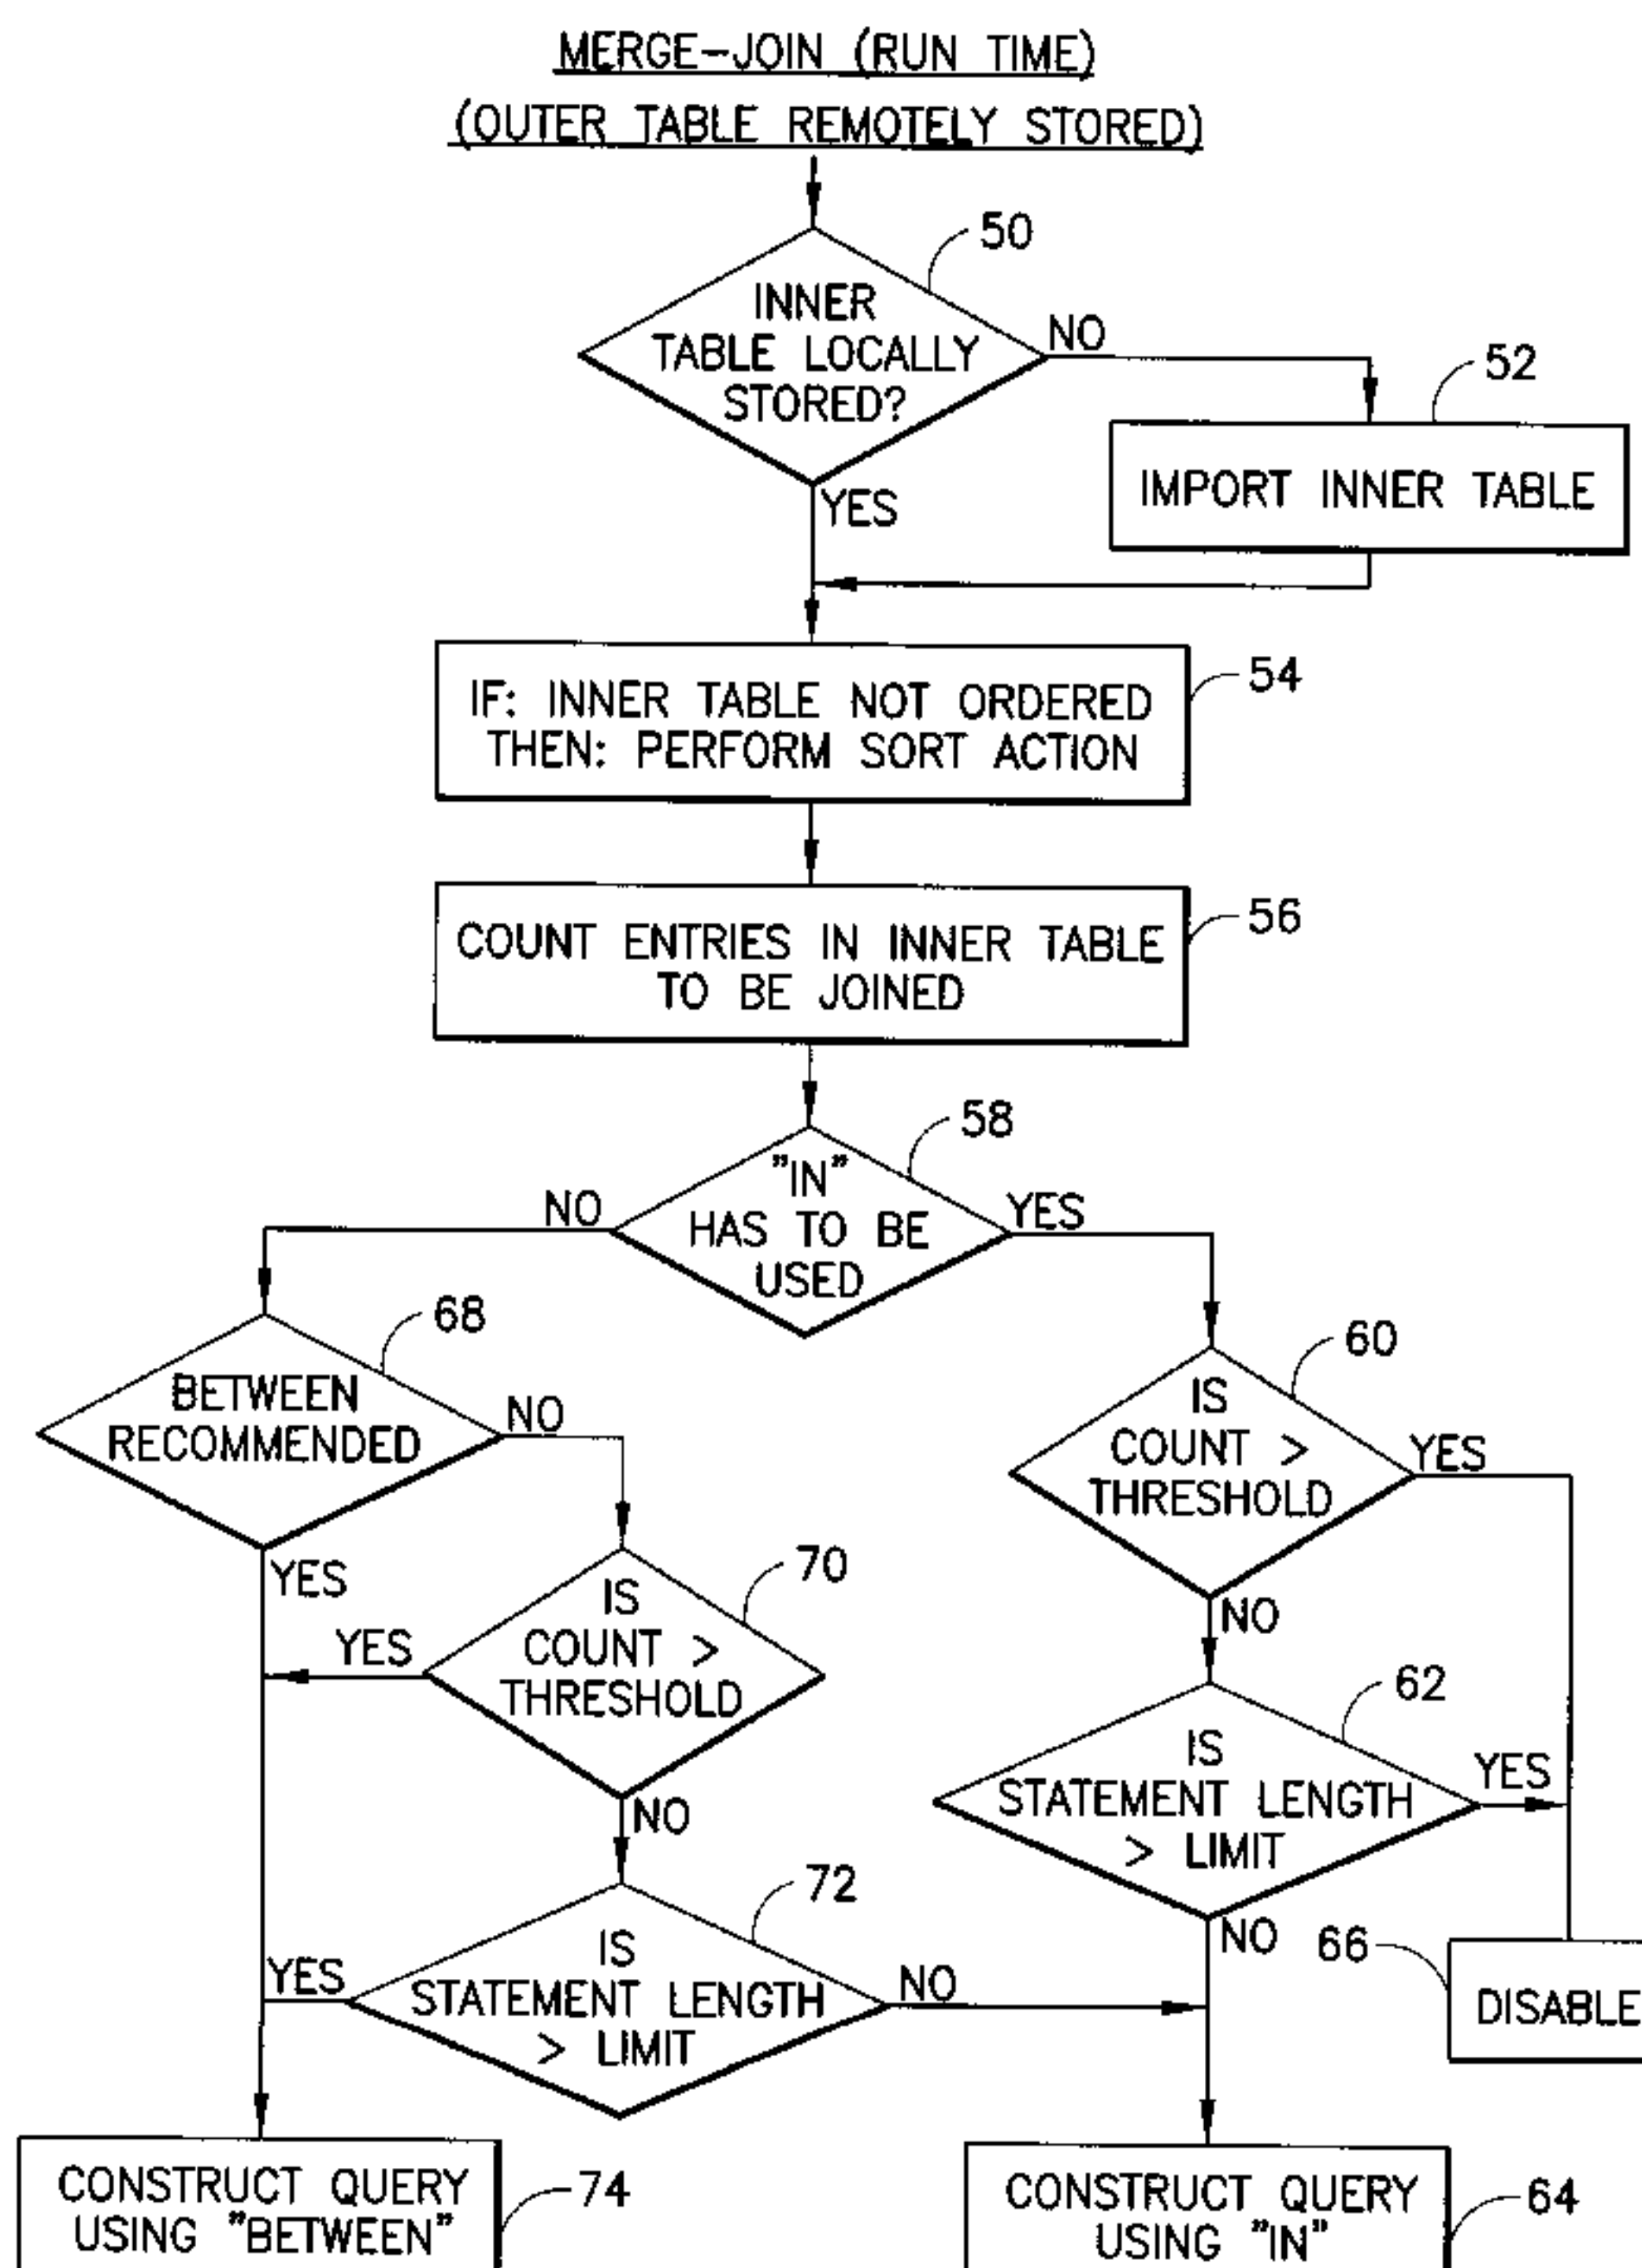 MERGE-JOIN (RUN TIME)
(OUTER TABLE REMOTELY STORED)
50
INNER
TABLE LOCALLY
STORED?
NO
52
IMPORT INNER TABLE
YES
54
IF: INNER TABLE NOT ORDERED
THEN: PERFORM SORT ACTION
56
COUNT ENTRIES IN INNER TABLE
TO BE JOINED
58
"IN"
HAS TO BE
USED
NO
YES
68
BETWEEN
RECOMMENDED
NO
YES
60
IS
COUNT >
THRESHOLD
YES
NO
70
IS
COUNT >
THRESHOLD
YES
NO
62
IS
STATEMENT LENGTH
> LIMIT
YES
NO
72
IS
STATEMENT LENGTH
> LIMIT
YES
NO
66
DISABLE
CONSTRUCT QUERY
USING "BETWEEN"
74
CONSTRUCT QUERY
USING "IN"
64